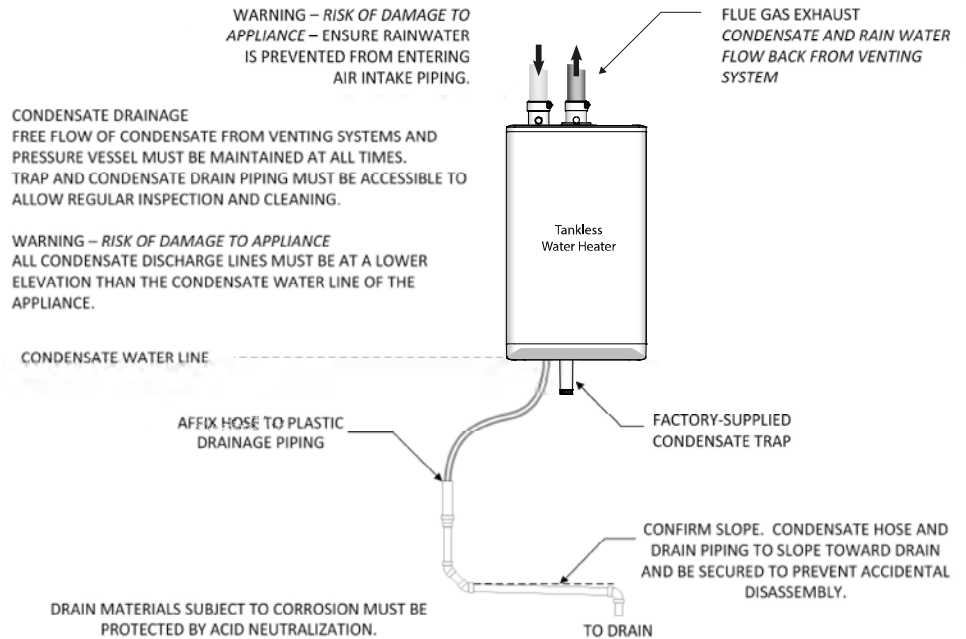 WARNING – RISK OF DAMAGE TO
APPLIANCE – ENSURE RAINWATER
IS PREVENTED FROM ENTERING
AIR INTAKE PIPING.
FLUE GAS EXHAUST
CONDENSATE AND RAIN WATER
FLOW BACK FROM VENTING
SYSTEM
CONDENSATE DRAINAGE
FREE FLOW OF CONDENSATE FROM VENTING SYSTEMS AND
PRESSURE VESSEL MUST BE MAINTAINED AT ALL TIMES.
TRAP AND CONDENSATE DRAIN PIPING MUST BE ACCESSIBLE TO
ALLOW REGULAR INSPECTION AND CLEANING.
WARNING – RISK OF DAMAGE TO APPLIANCE
ALL CONDENSATE DISCHARGE LINES MUST BE AT A LOWER
ELEVATION THAN THE CONDENSATE WATER LINE OF THE
APPLIANCE.
Tankless
Water Heater
CONDENSATE WATER LINE
AFFIX HOSE TO PLASTIC
DRAINAGE PIPING
FACTORY-SUPPLIED
CONDENSATE TRAP
CONFIRM SLOPE. CONDENSATE HOSE AND
DRAIN PIPING TO SLOPE TOWARD DRAIN
AND BE SECURED TO PREVENT ACCIDENTAL
DISASSEMBLY.
DRAIN MATERIALS SUBJECT TO CORROSION MUST BE
PROTECTED BY ACID NEUTRALIZATION.
TO DRAIN